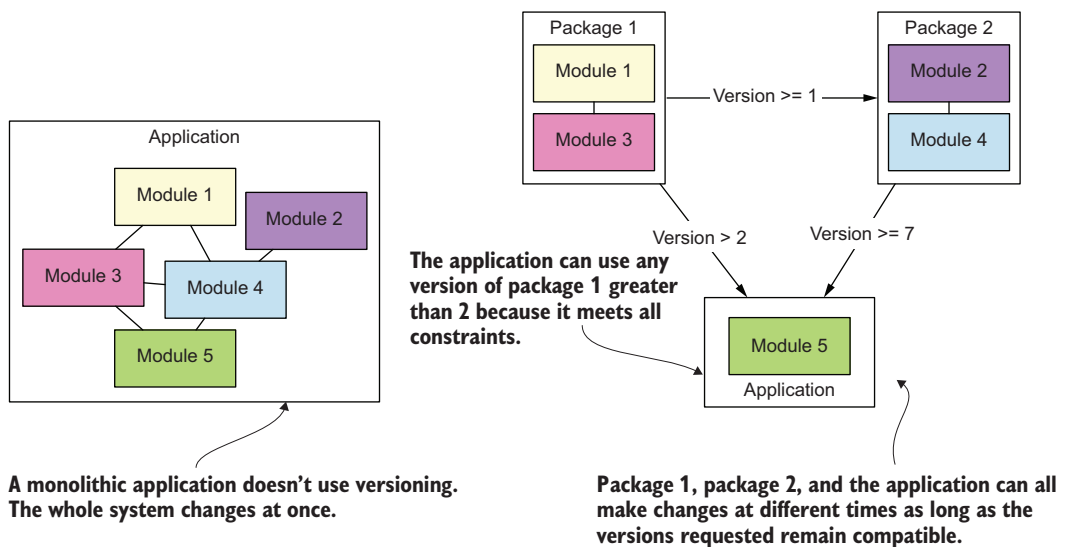 Application
Module 1
Module 2
Module 3
Module 4
Module 5
A monolithic application doesn't use versioning.
The whole system changes at once.
Package 1
Module 1
Module 3
Version >= 1
Package 2
Module 2
Module 4
Version > 2
Version >= 7
The application can use any
version of package 1 greater
than 2 because it meets all
constraints.
Module 5
Application
Package 1, package 2, and the application can all
make changes at different times as long as the
versions requested remain compatible.